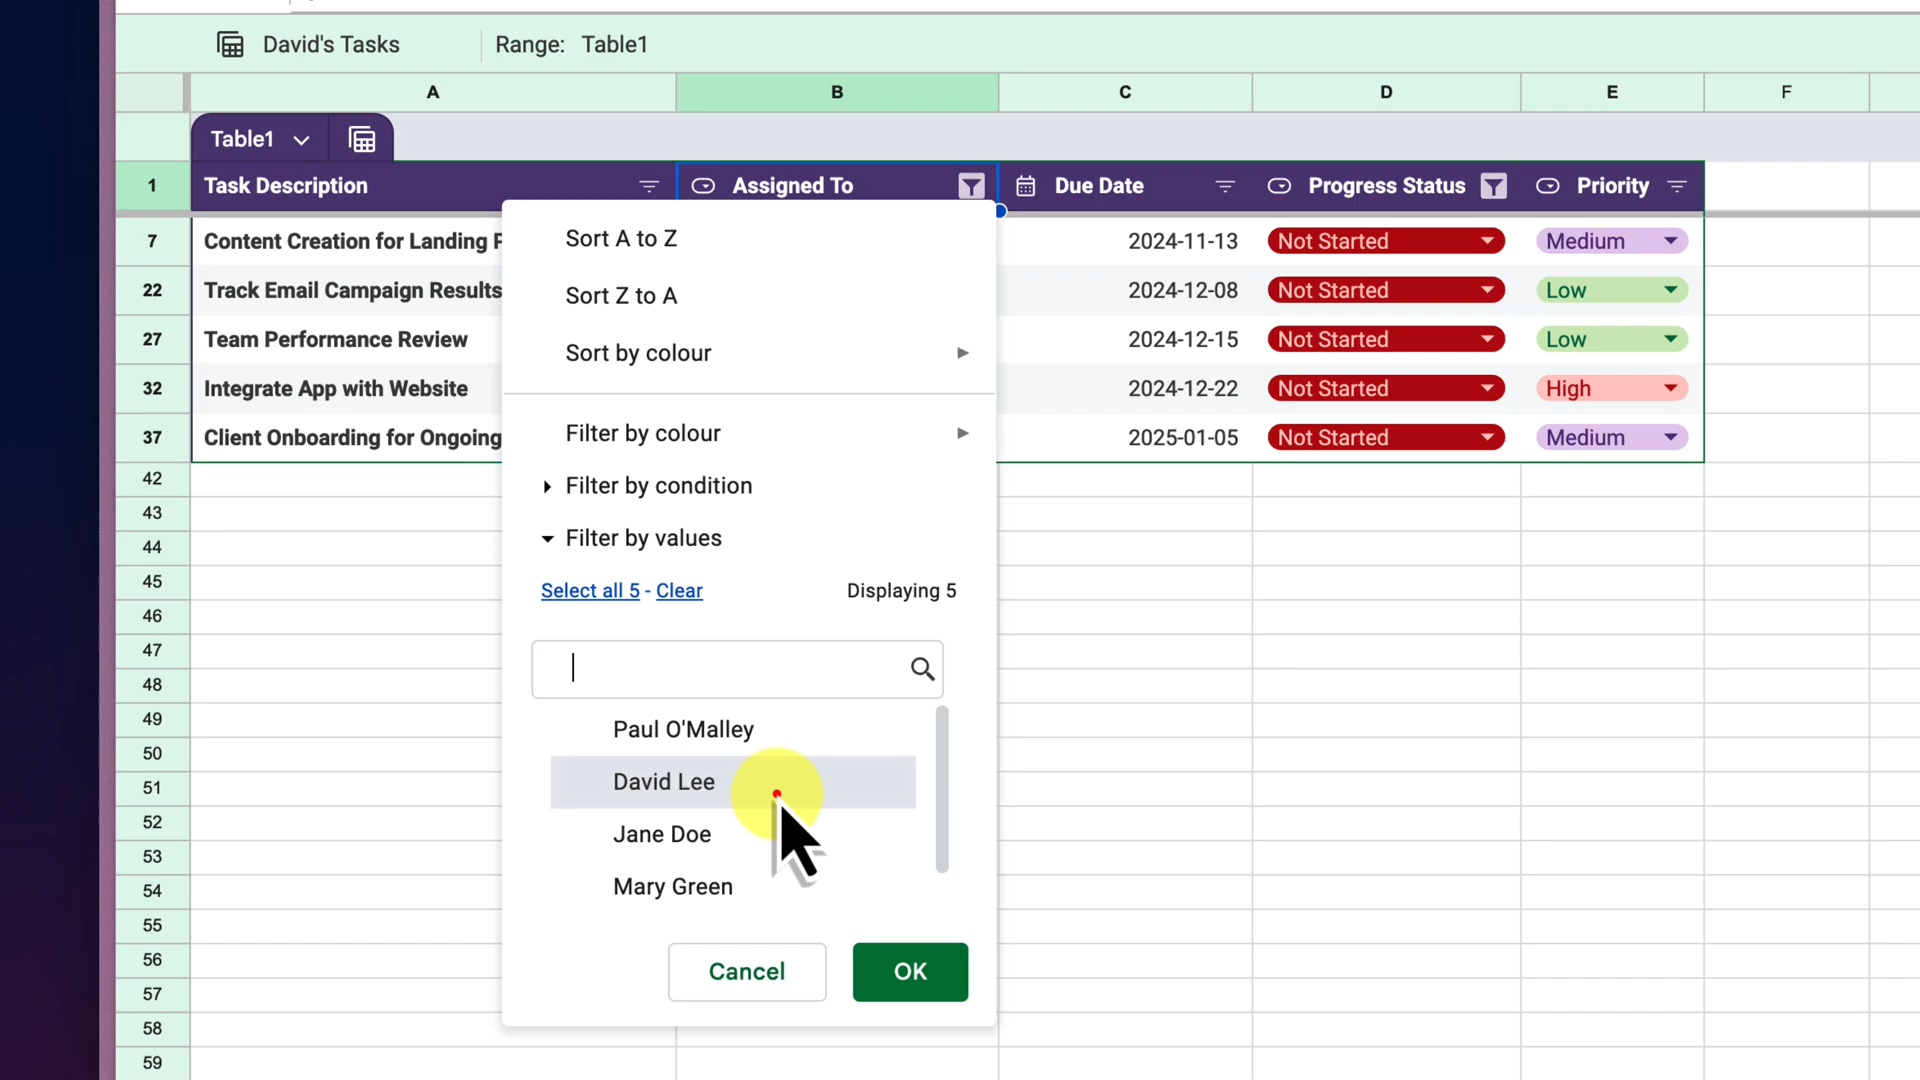 David's Tasks Range: Table1
A B C D E F
Table1
1 Task Description Assigned To Due Date Progress Status Priority
7 Content Creation for Landing 2024-11-13 Not Started Medium
22 Track Email Campaign Results 2024-12-08 Not Started Low
27 Team Performance Review 2024-12-15 Not Started Low
32 Integrate App with Website 2024-12-22 Not Started High
37 Client Onboarding for Ongoing 2025-01-05 Not Started Medium
42
43
44
45
46
47
48
49
50
51
52
53
54
55
56
57
58
59
Sort A to Z
Sort Z to A
Sort by colour
Filter by colour
Filter by condition
Filter by values
Select all 5 - Clear Displaying 5
Paul O'Malley
David Lee
Jane Doe
Mary Green
Cancel OK